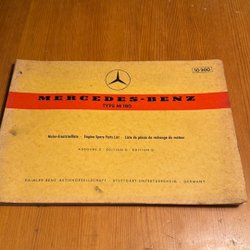 10 980
MERCEDES-BENZ
TYPE M 180
Motor-Ersatzteilliste · Engine Spare Parts List · Liste de pièces de rechange du moteur
DAIMLER-BENZ AKTIENGESELLSCHAFT · STUTTGART-UNTERTÜRKHEIM · GERMANY